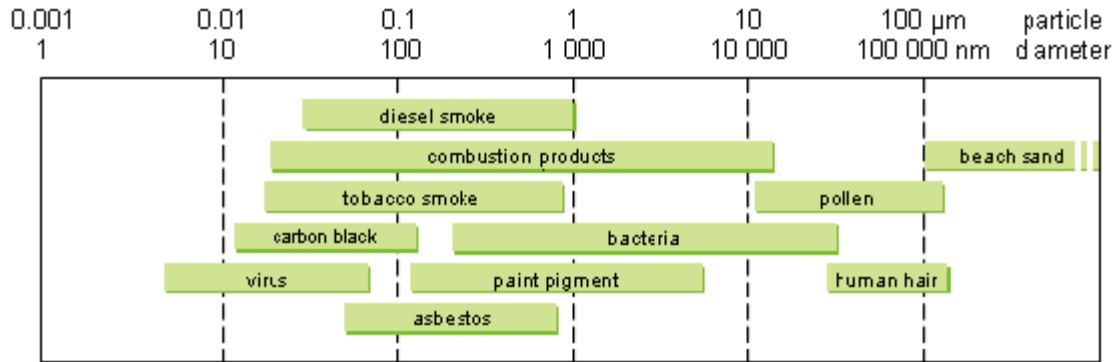 0.001 0.01 0.1 1 10 100 µm particle
1 10 100 1 000 10 000 100 000 nm diameter
diesel smoke
combustion products beach sand
tobacco smoke pollen
carbon black bacteria
virus paint pigment human hair
asbestos